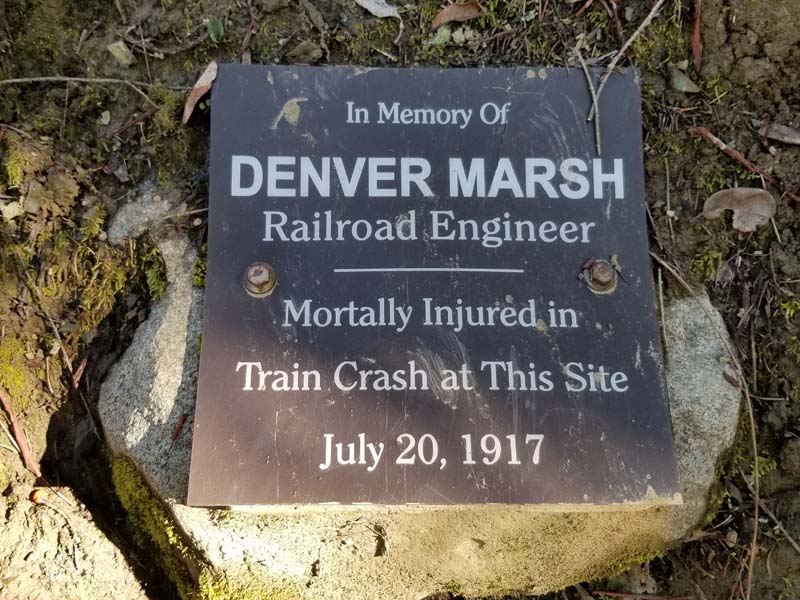 In Memory Of
DENVER MARSH
Railroad Engineer
Mortally Injured in
Train Crash at This Site
July 20, 1917